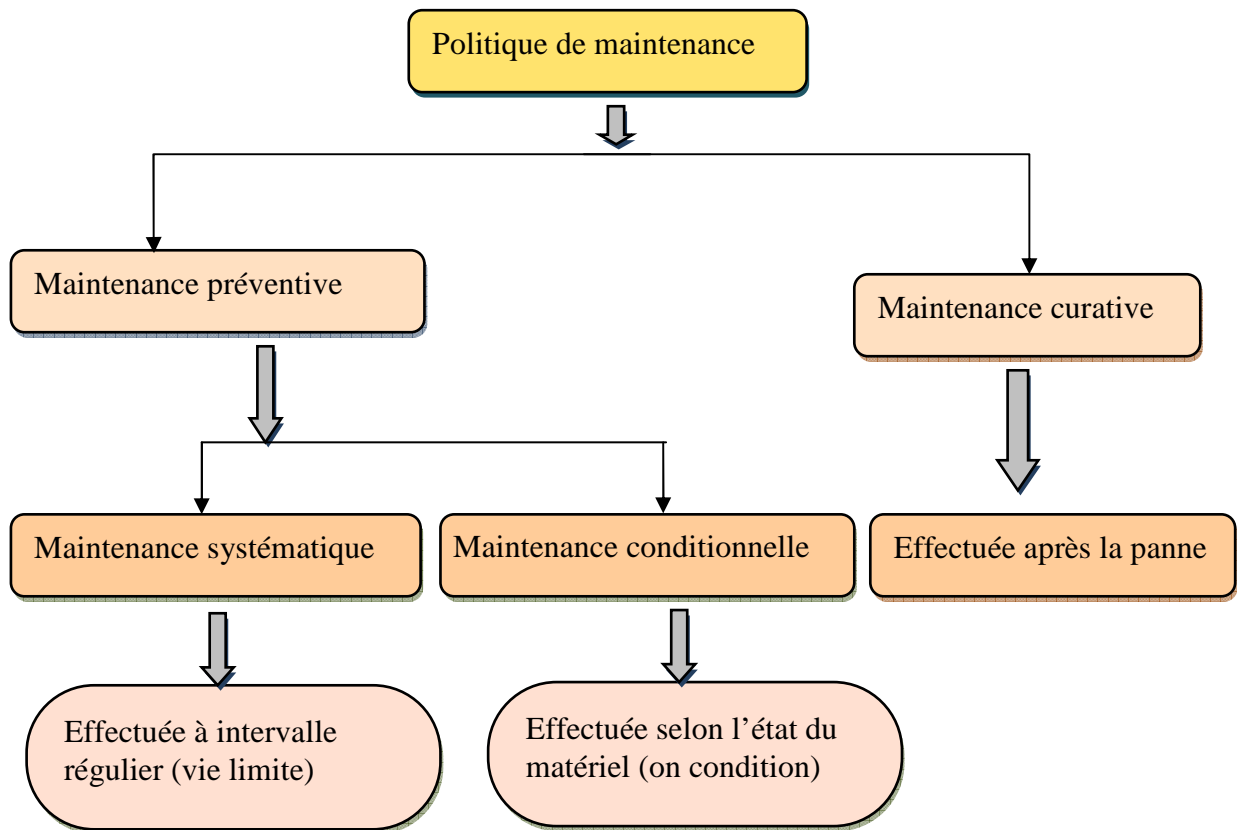 Politique de maintenance
Maintenance préventive
Maintenance curative
Maintenance systématique
Maintenance conditionnelle
Effectuée après la panne
Effectuée à intervalle
régulier (vie limite)
Effectuée selon l’état du
matériel (on condition)